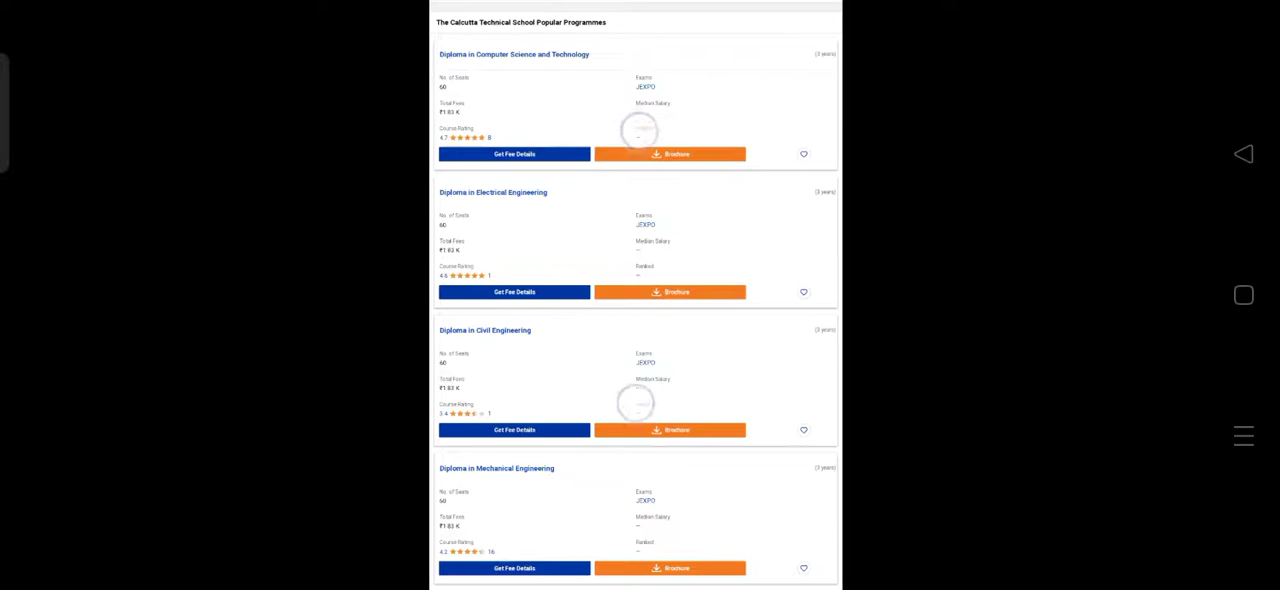 The Calcutta Technical School Popular Programmes
Diploma in Computer Science and Technology (3 years)
No. of Seats Exams
60 JEXPO
Total Fees Median Salary
₹1.83 K
Course Rating
4.7 8 --
Get Fee Details Brochure
Diploma in Electrical Engineering (3 years)
No. of Seats Exams
60 JEXPO
Total Fees Median Salary
₹1.83 K --
Course Rating Ranked
4.6 1 --
Get Fee Details Brochure
Diploma in Civil Engineering (3 years)
No. of Seats Exams
60 JEXPO
Total Fees Median Salary
₹1.83 K
Course Rating
3.4 1 --
Get Fee Details Brochure
Diploma in Mechanical Engineering (3 years)
No. of Seats Exams
60 JEXPO
Total Fees Median Salary
₹1.83 K --
Course Rating Ranked
4.2 16 --
Get Fee Details Brochure